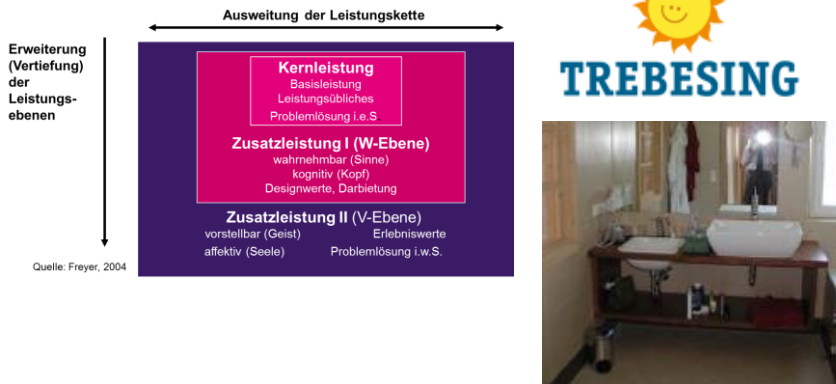 Ausweitung der Leistungskette
Erweiterung
(Vertiefung)
der
Leistungs-
ebenen
Kernleistung
Basisleistung
Leistungsübliches
Problemlösung i.e.S.
Zusatzleistung I (W-Ebene)
wahrnehmbar (Sinne)
kognitiv (Kopf)
Designwerte, Darbietung
Zusatzleistung II (V-Ebene)
vorstellbar (Geist) Erlebniswerte
affektiv (Seele) Problemlösung i.w.S.
Quelle: Freyer, 2004
TREBESING